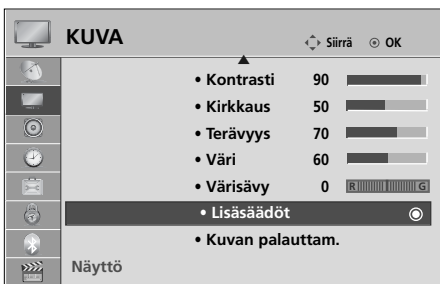 KUVA Siirrä OK
• Kontrasti 90
• Kirkkaus 50
• Terävyys 70
• Väri 60
• Värisävy 0 R G
• Lisäsäädöt
• Kuvan palauttam.
Näyttö